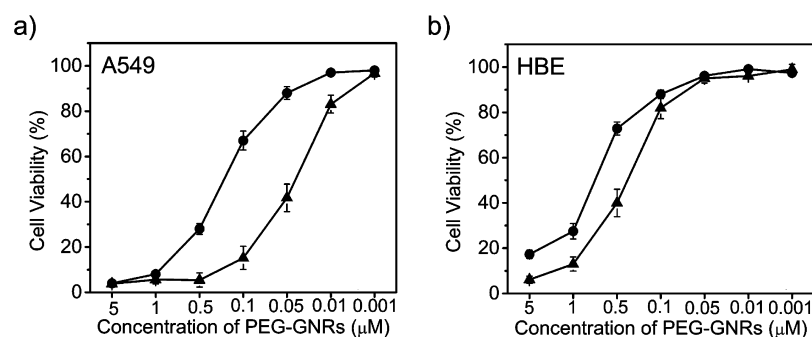 a)
A549
Cell Viability (%)
100
80
60
40
20
0
5 1 0.5 0.1 0.05 0.01 0.001
Concentration of PEG-GNRs (μM)
b)
HBE
Cell Viability (%)
100
80
60
40
20
0
5 1 0.5 0.1 0.05 0.01 0.001
Concentration of PEG-GNRs (μM)